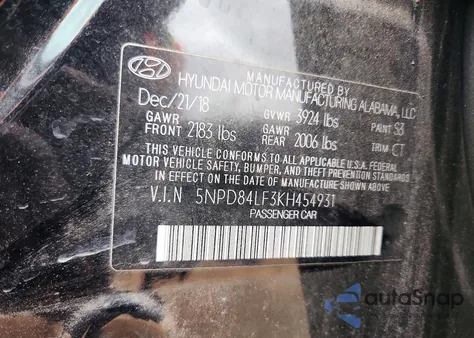 MANUFACTURED BY
HYUNDAI MOTOR MANUFACTURING ALABAMA, LLC
Dec/21/18 GVWR 3924 lbs PAINT S3
GAWR FRONT 2183 lbs GAWR REAR 2006 lbs TRIM CT
THIS VEHICLE CONFORMS TO ALL APPLICABLE FEDERAL
MOTOR VEHICLE SAFETY, BUMPER, AND THEFT PREVENTION STANDARDS
IN EFFECT ON THE DATE OF MANUFACTURE SHOWN ABOVE.
V.I.N 5NPD84LF3KH454931
PASSENGER CAR
autoSnap